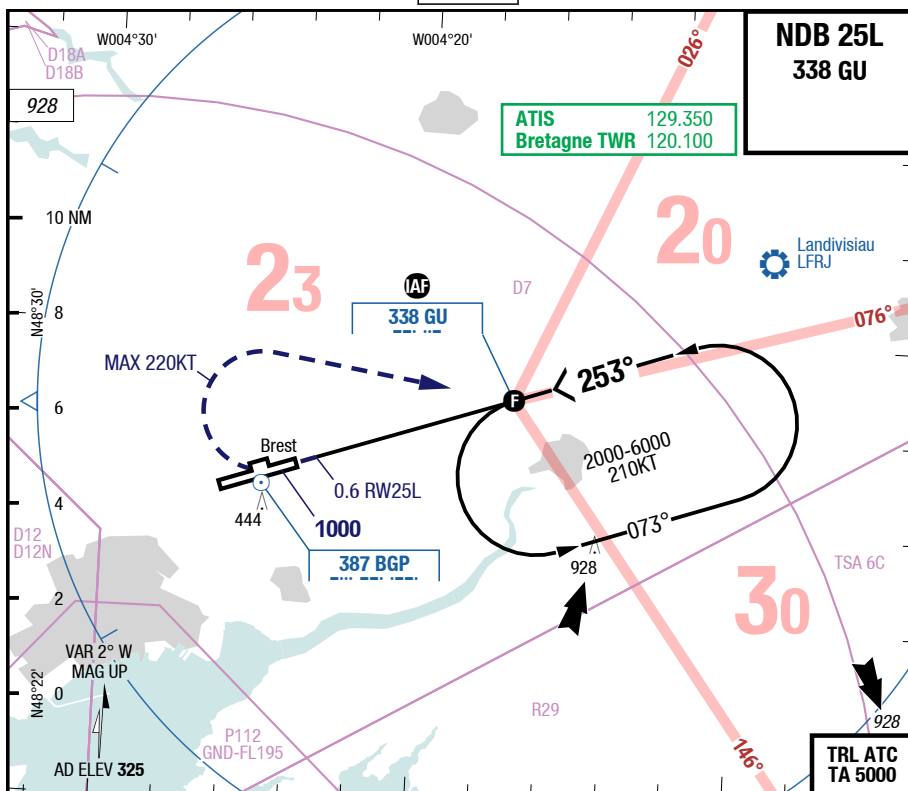 W004°30'
W004°20'
NDB 25L
338 GU
D18A
D18B
928
026°
ATIS 129.350
Bretagne TWR 120.100
10 NM
23
20
Landivisiau
LFRJ
IAF
D7
N48°30'
8
338 GU
076°
MAX 220KT
253°
6
F
Brest
2000-6000
210KT
0.6 RW25L
4
444
1000
073°
D12
D12N
387 BGP
928
TSA 6C
2
30
VAR 2° W
MAG UP
N48°22'
0
R29
928
P112
GND-FL195
146°
AD ELEV 325
TRL ATC
TA 5000